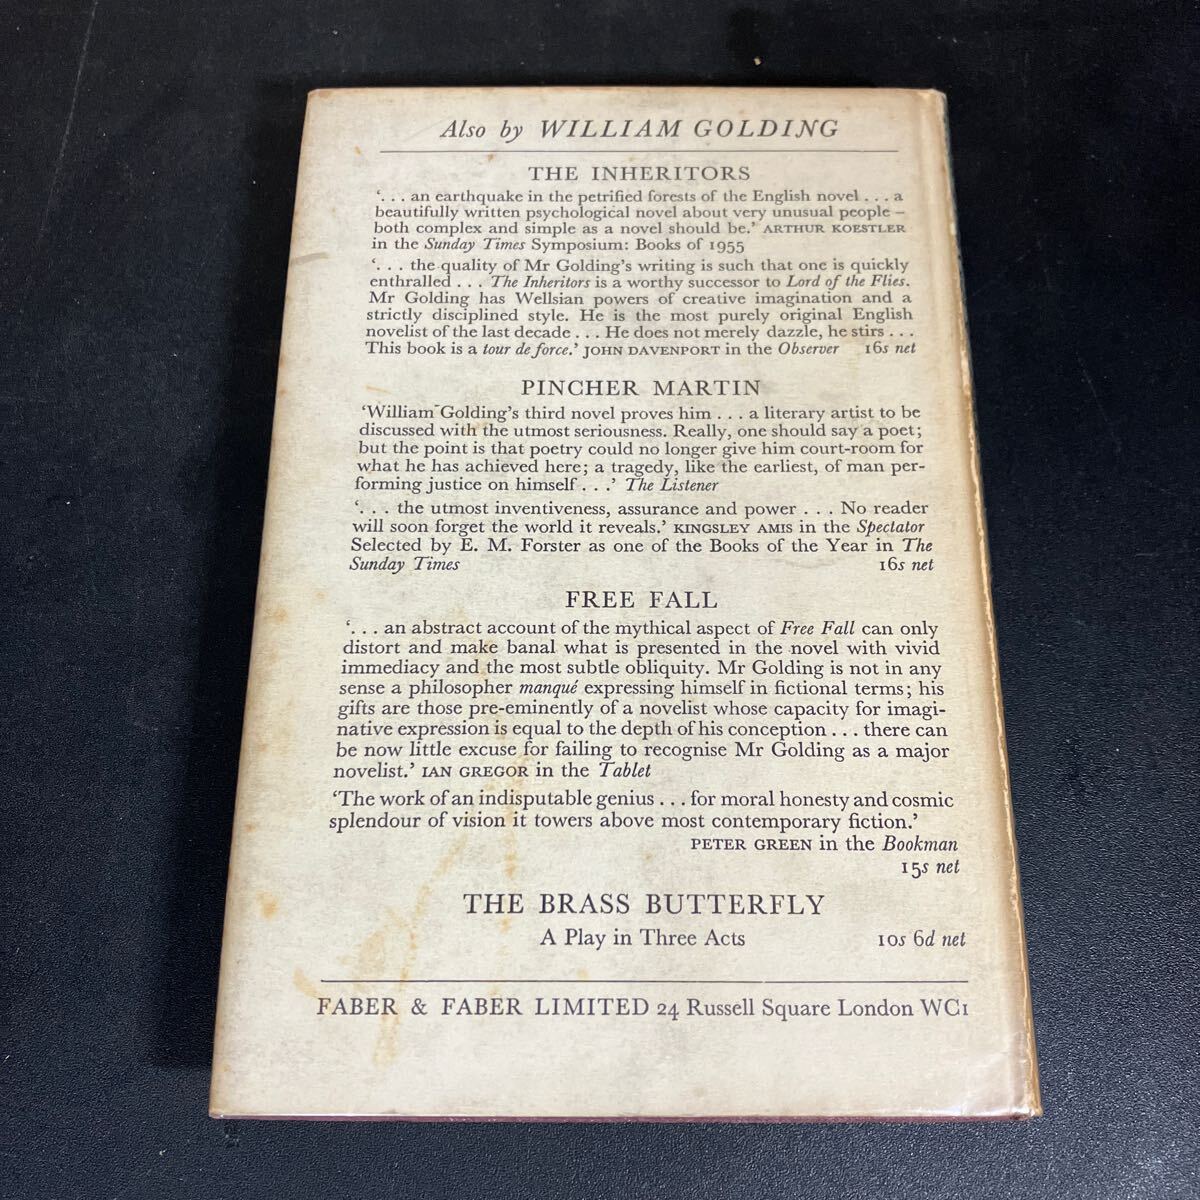 Also by WILLIAM GOLDING
THE INHERITORS
‘. . . an earthquake in the petrified forests of the English novel . . . a
beautifully written psychological novel about very unusual people –
both complex and simple as a novel should be.’ ARTHUR KOESTLER
in the Sunday Times Symposium: Books of 1955
‘. . . the quality of Mr Golding’s writing is such that one is quickly
enthralled . . . The Inheritors is a worthy successor to Lord of the Flies.
Mr Golding has Wellsian powers of creative imagination and a
strictly disciplined style. He is the most purely original English
novelist of the last decade . . . He does not merely dazzle, he stirs . . .
This book is a tour de force.’ JOHN DAVENPORT in the Observer 16s net
PINCHER MARTIN
‘William Golding’s third novel proves him . . . a literary artist to be
discussed with the utmost seriousness. Really, one should say a poet;
but the point is that poetry could no longer give him court-room for
what he has achieved here; a tragedy, like the earliest, of man per-
forming justice on himself . . .’ The Listener
‘. . . the utmost inventiveness, assurance and power . . . No reader
will soon forget the world it reveals.’ KINGSLEY AMIS in the Spectator
Selected by E. M. Forster as one of the Books of the Year in The
Sunday Times 16s net
FREE FALL
‘. . . an abstract account of the mythical aspect of Free Fall can only
distort and make banal what is presented in the novel with vivid
immediacy and the most subtle obliquity. Mr Golding is not in any
sense a philosopher manqué expressing himself in fictional terms; his
gifts are those pre-eminently of a novelist whose capacity for imagi-
native expression is equal to the depth of his conception . . . there can
be now little excuse for failing to recognise Mr Golding as a major
novelist.’ IAN GREGOR in the Tablet
‘The work of an indisputable genius . . . for moral honesty and cosmic
splendour of vision it towers above most contemporary fiction.’
PETER GREEN in the Bookman
15s net
THE BRASS BUTTERFLY
A Play in Three Acts 10s 6d net
FABER & FABER LIMITED 24 Russell Square London WC1